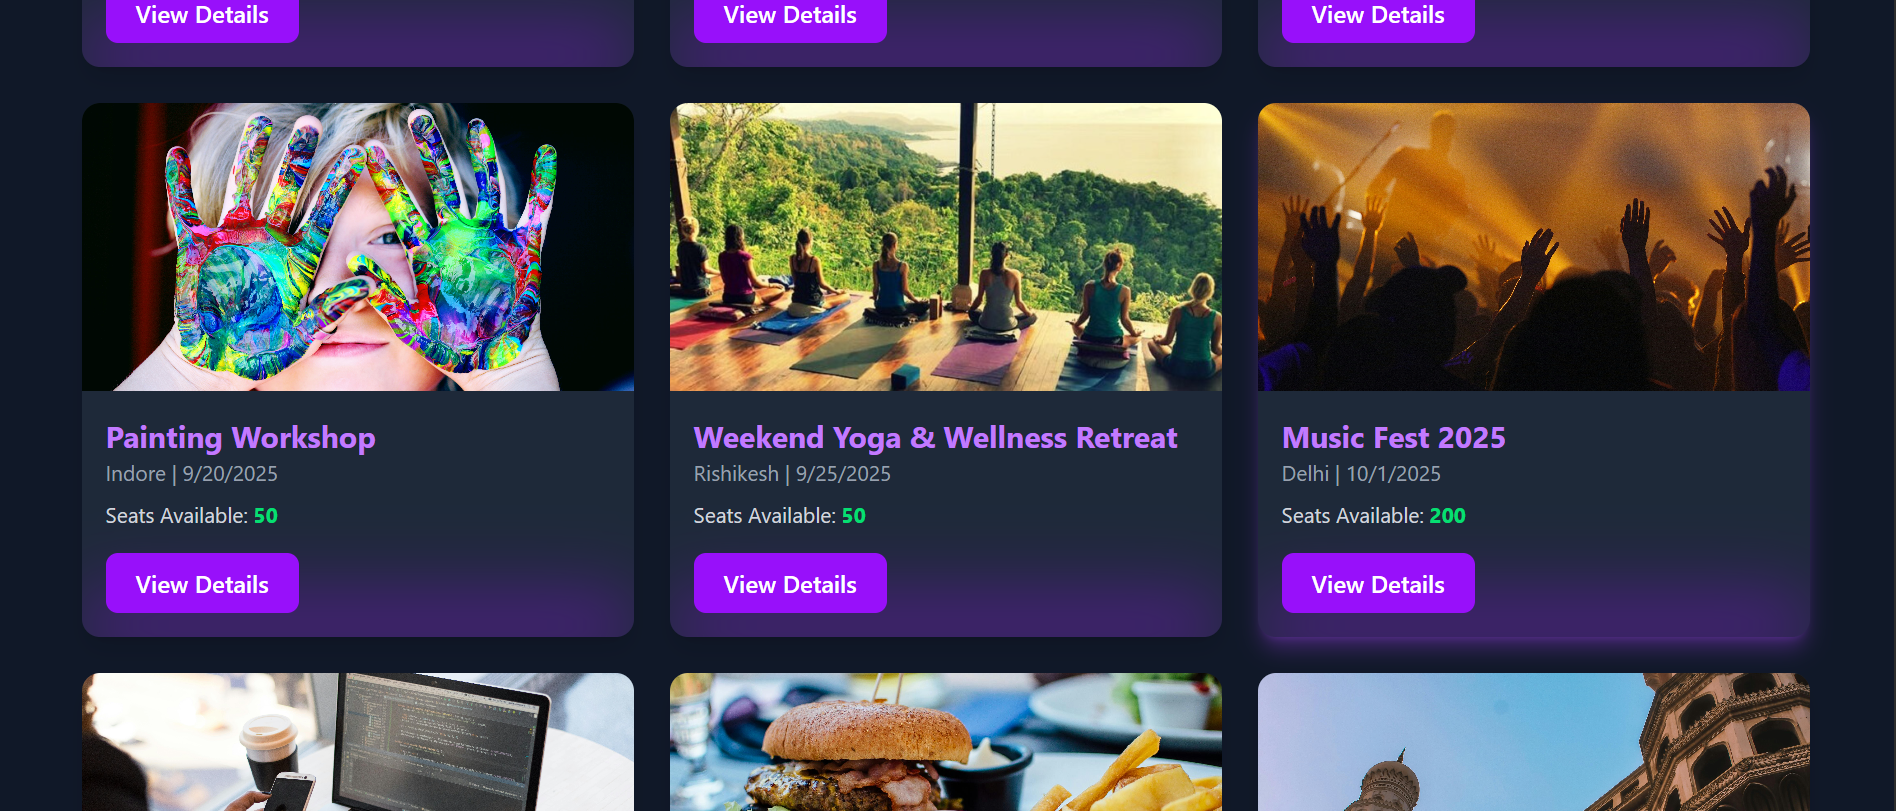 View Details
View Details
View Details
Painting Workshop
Indore | 9/20/2025
Seats Available: 50
View Details
Weekend Yoga & Wellness Retreat
Rishikesh | 9/25/2025
Seats Available: 50
View Details
Music Fest 2025
Delhi | 10/1/2025
Seats Available: 200
View Details